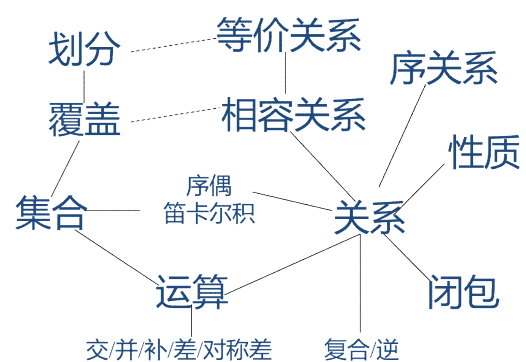 划分
等价关系
序关系
覆盖
相容关系
性质
序偶
笛卡尔积
集合
关系
运算
闭包
交/并/补/差/对称差
复合/逆